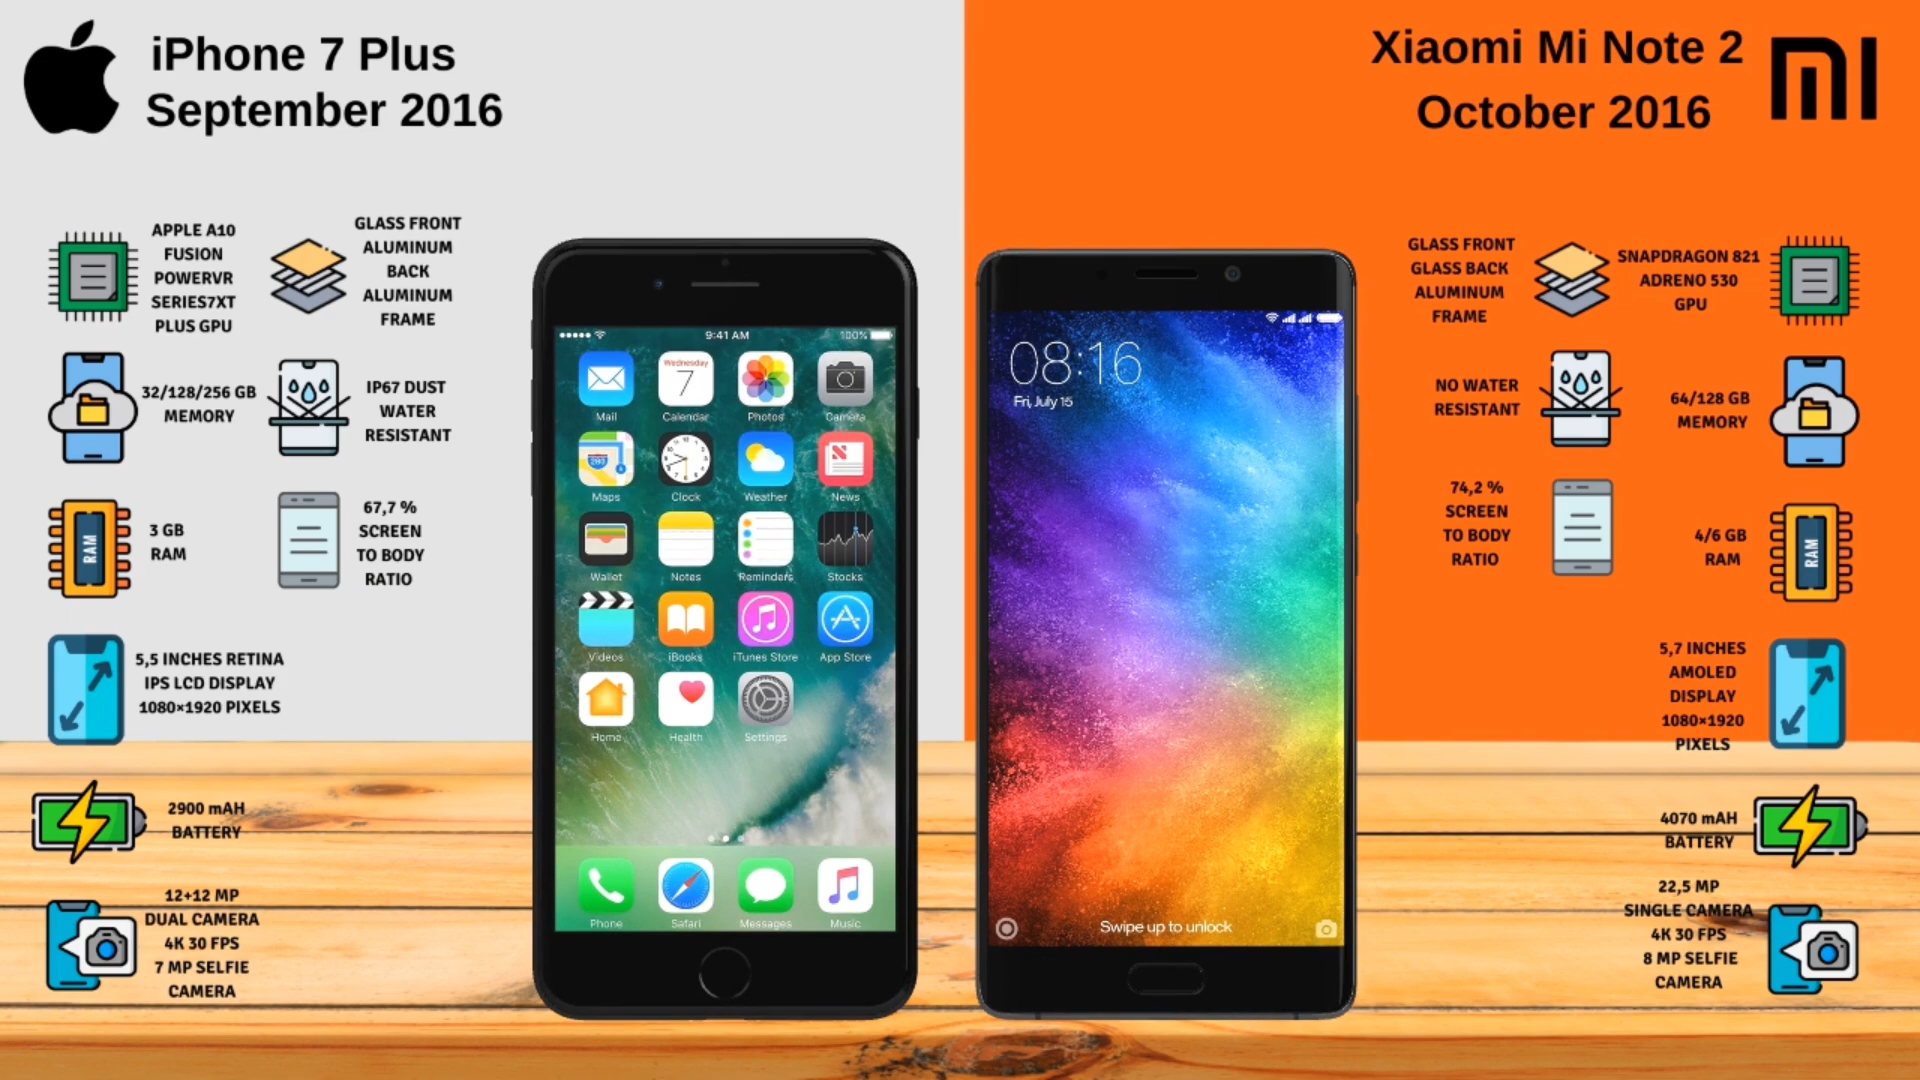 iPhone 7 Plus
September 2016
APPLE A10
FUSION
POWERVR
SERIES7XT
PLUS GPU
GLASS FRONT
ALUMINUM
BACK
ALUMINUM
FRAME
32/128/256 GB
MEMORY
IP67 DUST
WATER
RESISTANT
RAM
3 GB
RAM
67,7 %
SCREEN
TO BODY
RATIO
5,5 INCHES RETINA
IPS LCD DISPLAY
1080×1920 PIXELS
2900 mAH
BATTERY
12+12 MP
DUAL CAMERA
4K 30 FPS
7 MP SELFIE
CAMERA
9:41 AM
100%
Wednesday
7
Mail
Calendar
Photos
Camera
280
Maps
Clock
Weather
News
Wallet
Notes
Reminders
Stocks
Videos
iBooks
iTunes Store
App Store
Home
Health
Settings
Phone
Safari
Messages
Music
Xiaomi Mi Note 2
October 2016
MI
08:16
Fri, July 15
Swipe up to unlock
GLASS FRONT
GLASS BACK
ALUMINUM
FRAME
SNAPDRAGON 821
ADRENO 530
GPU
NO WATER
RESISTANT
64/128 GB
MEMORY
74,2 %
SCREEN
TO BODY
RATIO
4/6 GB
RAM
RAM
5,7 INCHES
AMOLED
DISPLAY
1080×1920
PIXELS
4070 mAH
BATTERY
22,5 MP
SINGLE CAMERA
4K 30 FPS
8 MP SELFIE
CAMERA